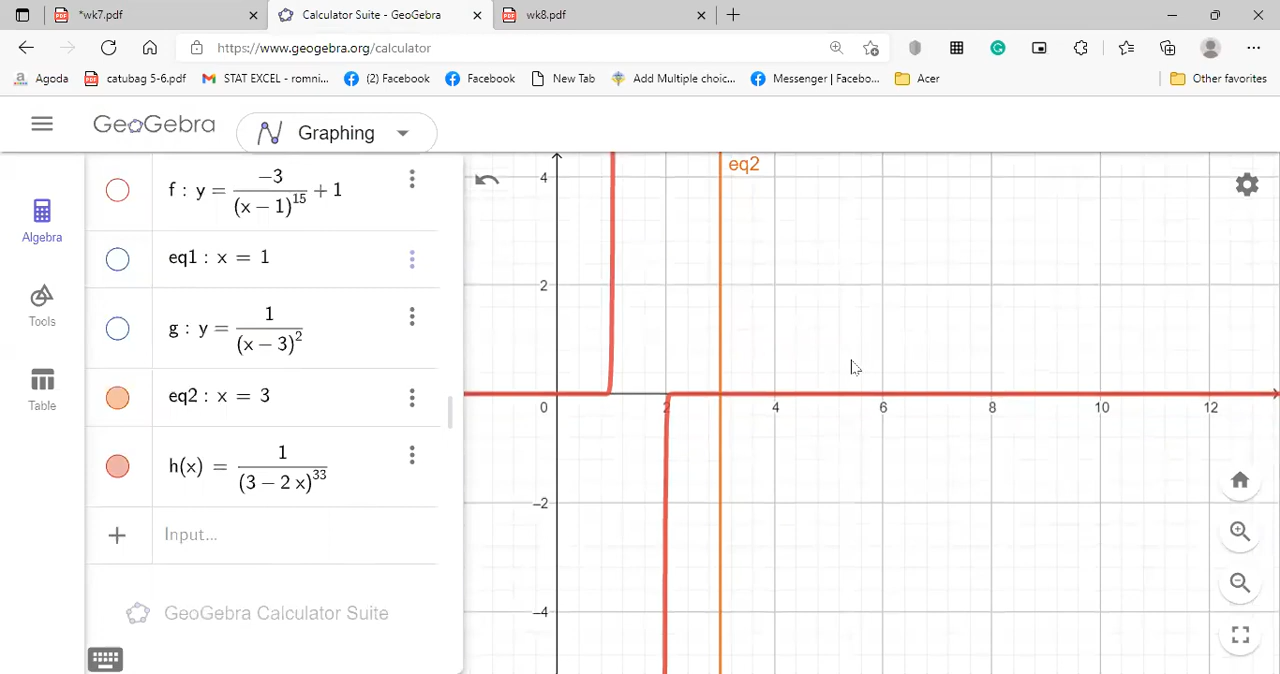 *wk7.pdf
Calculator Suite - GeoGebra
wk8.pdf
https://www.geogebra.org/calculator
Agoda
catubag 5-6.pdf
STAT EXCEL - romni...
(2) Facebook
Facebook
New Tab
Add Multiple choic...
Messenger | Facebo...
Acer
Other favorites
GeoGebra
Graphing
Algebra
Tools
Table
f : y = -3/(x − 1)^15 + 1
eq1 : x = 1
g : y = 1/(x − 3)^2
eq2 : x = 3
h(x) = 1/(3 − 2 x)^33
Input...
GeoGebra Calculator Suite
eq2
4
2
0
2
4
6
8
10
12
−2
−4